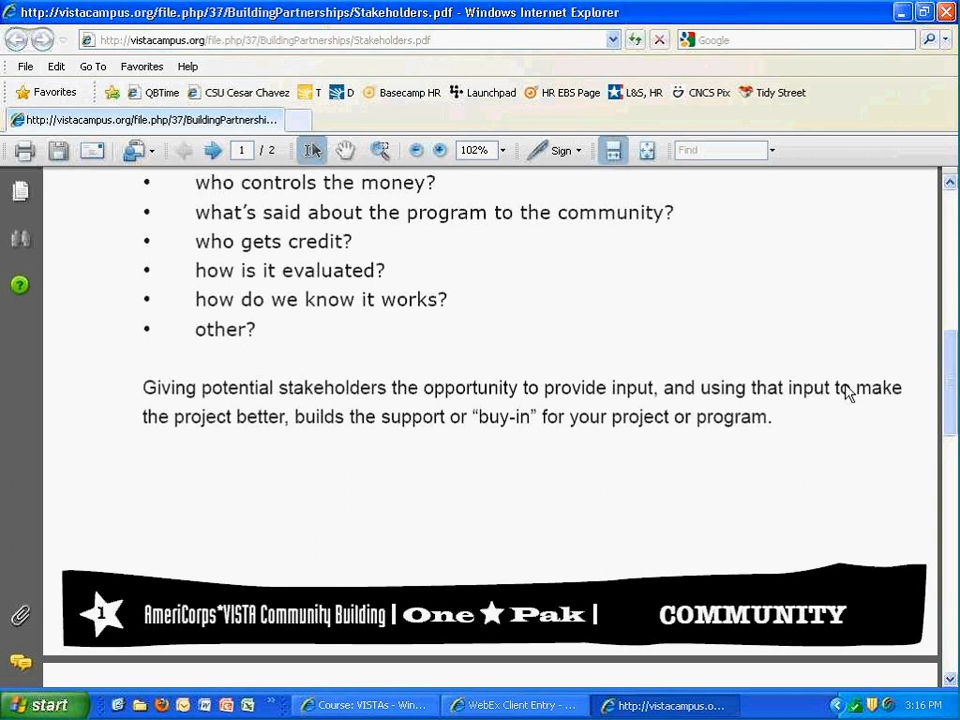 http://vistacampus.org/file.php/37/BuildingPartnerships/Stakeholders.pdf - Windows Internet Explorer
http://vistacampus.org/file.php/37/BuildingPartnerships/Stakeholders.pdf
Google
File Edit Go To Favorites Help
Favorites QBTime CSU Cesar Chavez T D Basecamp HR Launchpad HR EBS Page L&S, HR CNCS Pix Tidy Street
http://vistacampus.org/file.php/37/BuildingPartnershi...
1 / 2 102% Sign Find
• who controls the money?
• what's said about the program to the community?
• who gets credit?
• how is it evaluated?
• how do we know it works?
• other?
Giving potential stakeholders the opportunity to provide input, and using that input to make
the project better, builds the support or “buy-in” for your project or program.
1 AmeriCorps*VISTA Community Building | One★Pak | COMMUNITY
start Course: VISTAs - Win... WebEx Client Entry - ... http://vistacampus.o... 3:16 PM